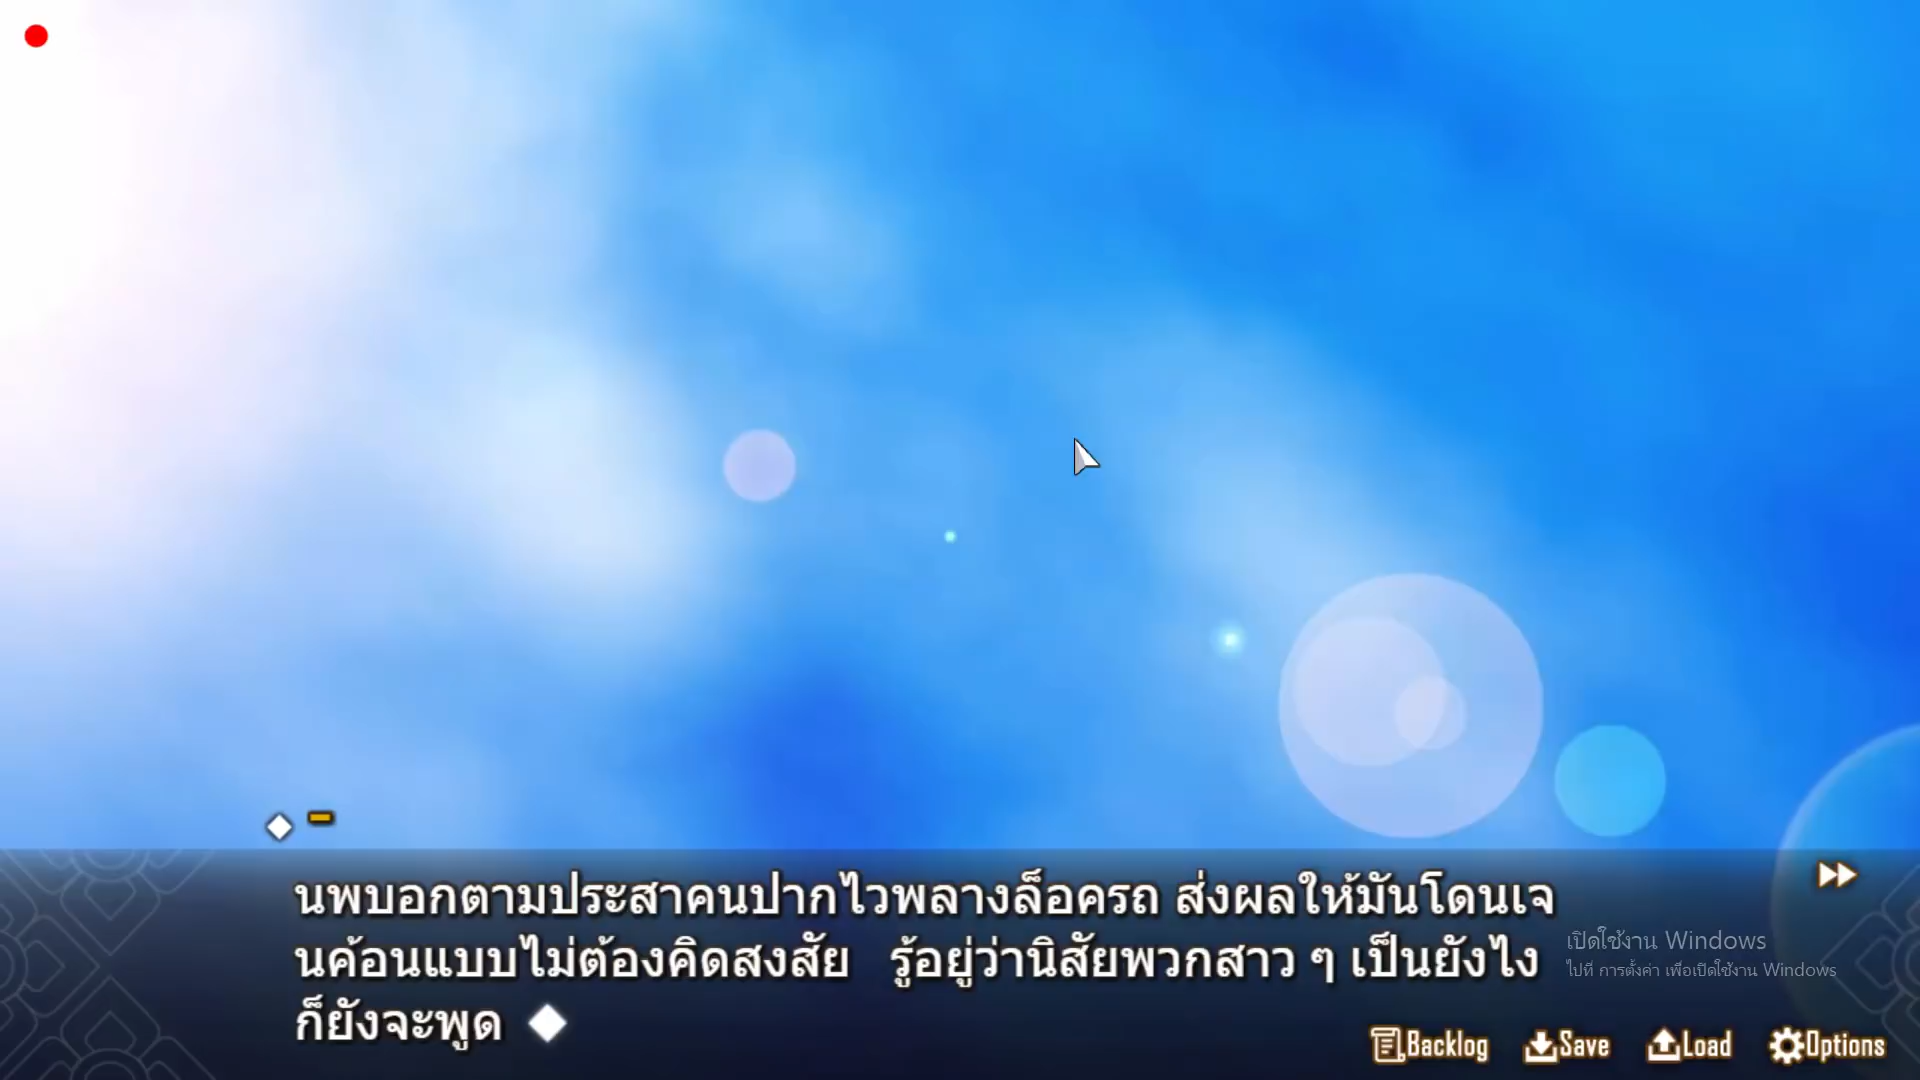 นพบอกตามประสาคนปากไวพลางล็อครถ ส่งผลให้มันโดนเจ
นค้อนแบบไม่ต้องคิดสงสัย รู้อยู่ว่านิสัยพวกสาว ๆ เป็นยังไง
ก็ยังจะพูด
เปิดใช้งาน Windows
ไปที่ การตั้งค่า เพื่อเปิดใช้งาน Windows
Backlog Save Load Options